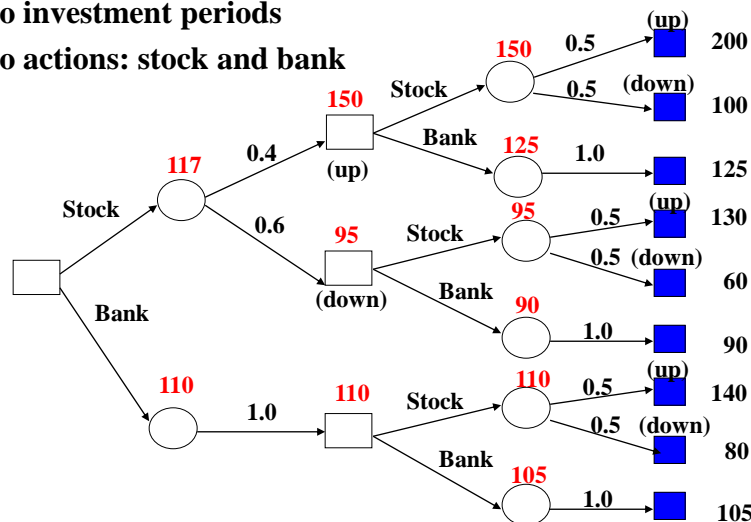 o investment periods
o actions: stock and bank
(up)
200
150
0.5
Stock
0.5
(down)
100
150
Bank
125
1.0
125
(up)
0.4
117
(up)
130
Stock
0.6
95
Stock
95
0.5
0.5
(down)
60
(down)
Bank
90
1.0
90
Bank
(up)
140
110
110
Stock
110
0.5
0.5
(down)
80
1.0
Bank
105
1.0
105